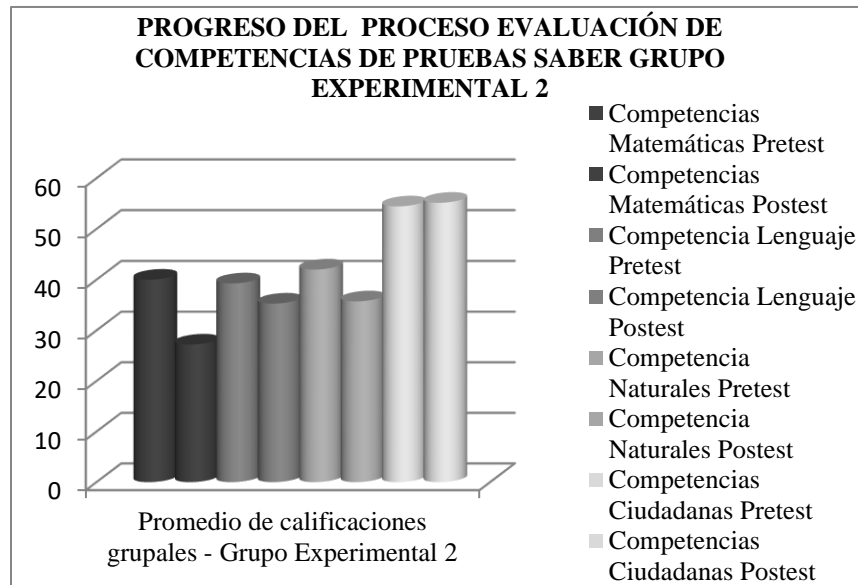 PROGRESO DEL PROCESO EVALUACIÓN DE
COMPETENCIAS DE PRUEBAS SABER GRUPO
EXPERIMENTAL 2
60
50
40
30
20
10
0
Promedio de calificaciones
grupales - Grupo Experimental 2
Competencias
Matemáticas Pretest
Competencias
Matemáticas Postest
Competencia Lenguaje
Pretest
Competencia Lenguaje
Postest
Competencia
Naturales Pretest
Competencia
Naturales Postest
Competencias
Ciudadanas Pretest
Competencias
Ciudadanas Postest